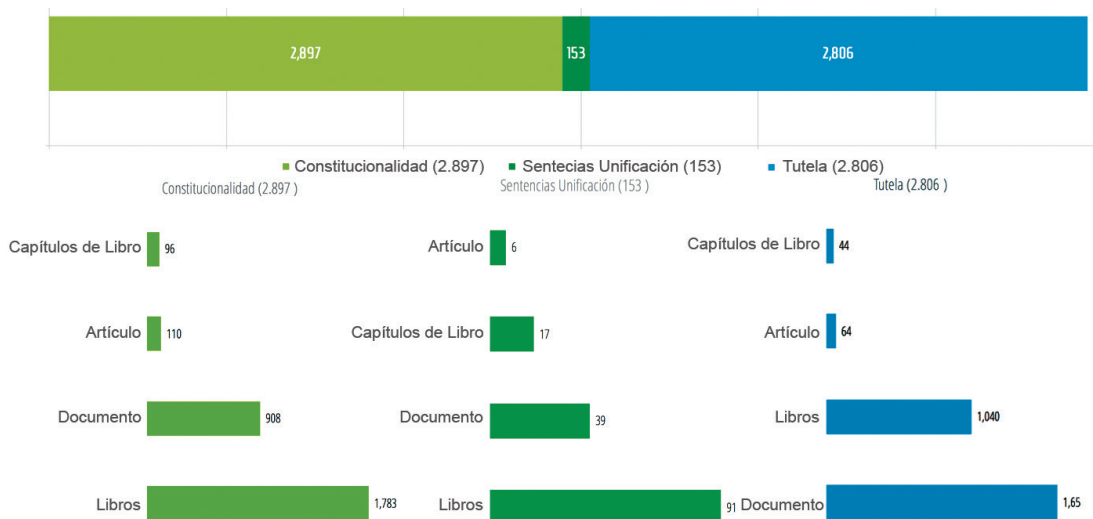 2,897 153 2,806
Constitucionalidad (2.897) Sentecias Unificación (153) Tutela (2.806)
Constitucionalidad (2.897 ) Sentencias Unificación (153 ) Tutela (2.806 )
Capítulos de Libro 96 Artículo 6 Capítulos de Libro 44
Artículo 110 Capítulos de Libro 17 Artículo 64
Documento 908 Documento 39 Libros 1,040
Libros 1,783 Libros 91 Documento 1,65